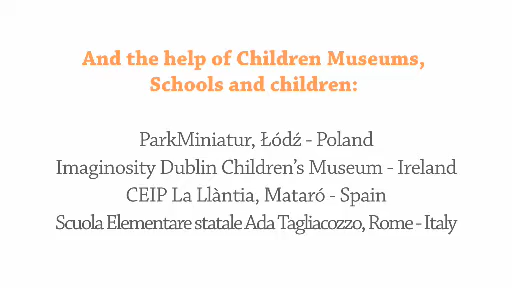 And the help of Children Museums,
Schools and children:
ParkMiniatur, Łódź - Poland
Imaginosity Dublin Children's Museum - Ireland
CEIP La Llàntia, Mataró - Spain
Scuola Elementare statale Ada Tagliacozzo, Rome - Italy